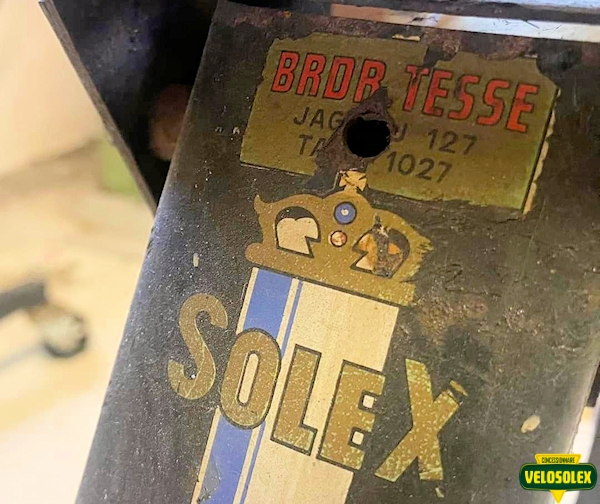 BRDR TESSE
127
1027
SOLEX
CONCESSIONNAIRE
VELOSOLEX